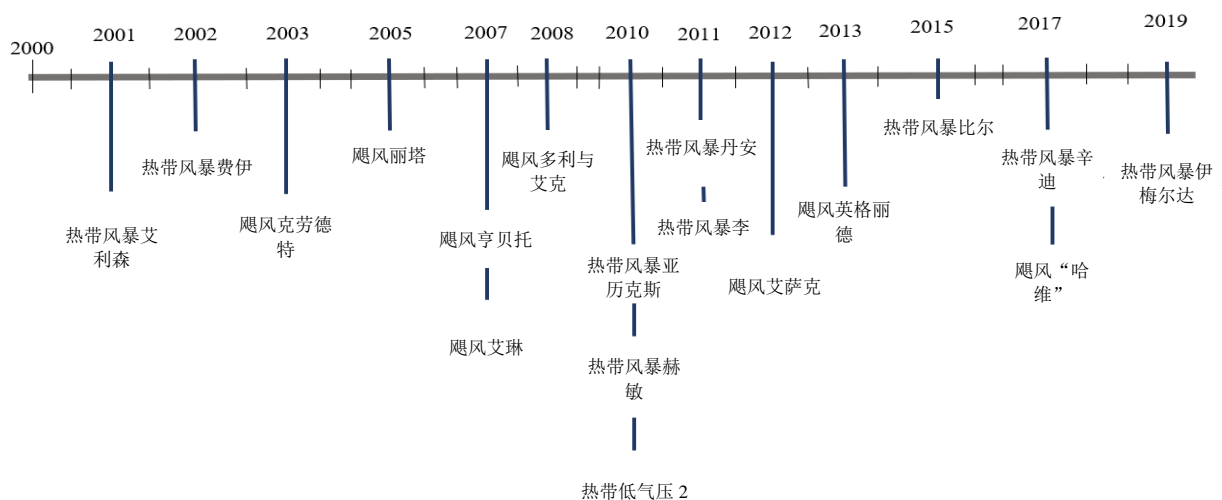 2000
2001
2002
2003
2005
2007
2008
2010
2011
2012
2013
2015
2017
2019
热带风暴艾
利森
热带风暴费伊
飓风克劳德
特
飓风丽塔
飓风亨贝托
飓风艾琳
飓风多利与
艾克
热带风暴亚
历克斯
热带风暴赫
敏
热带低气压 2
热带风暴丹安
热带风暴李
飓风艾萨克
飓风英格丽
德
热带风暴比尔
热带风暴辛
迪
飓风“哈
维”
热带风暴伊
梅尔达